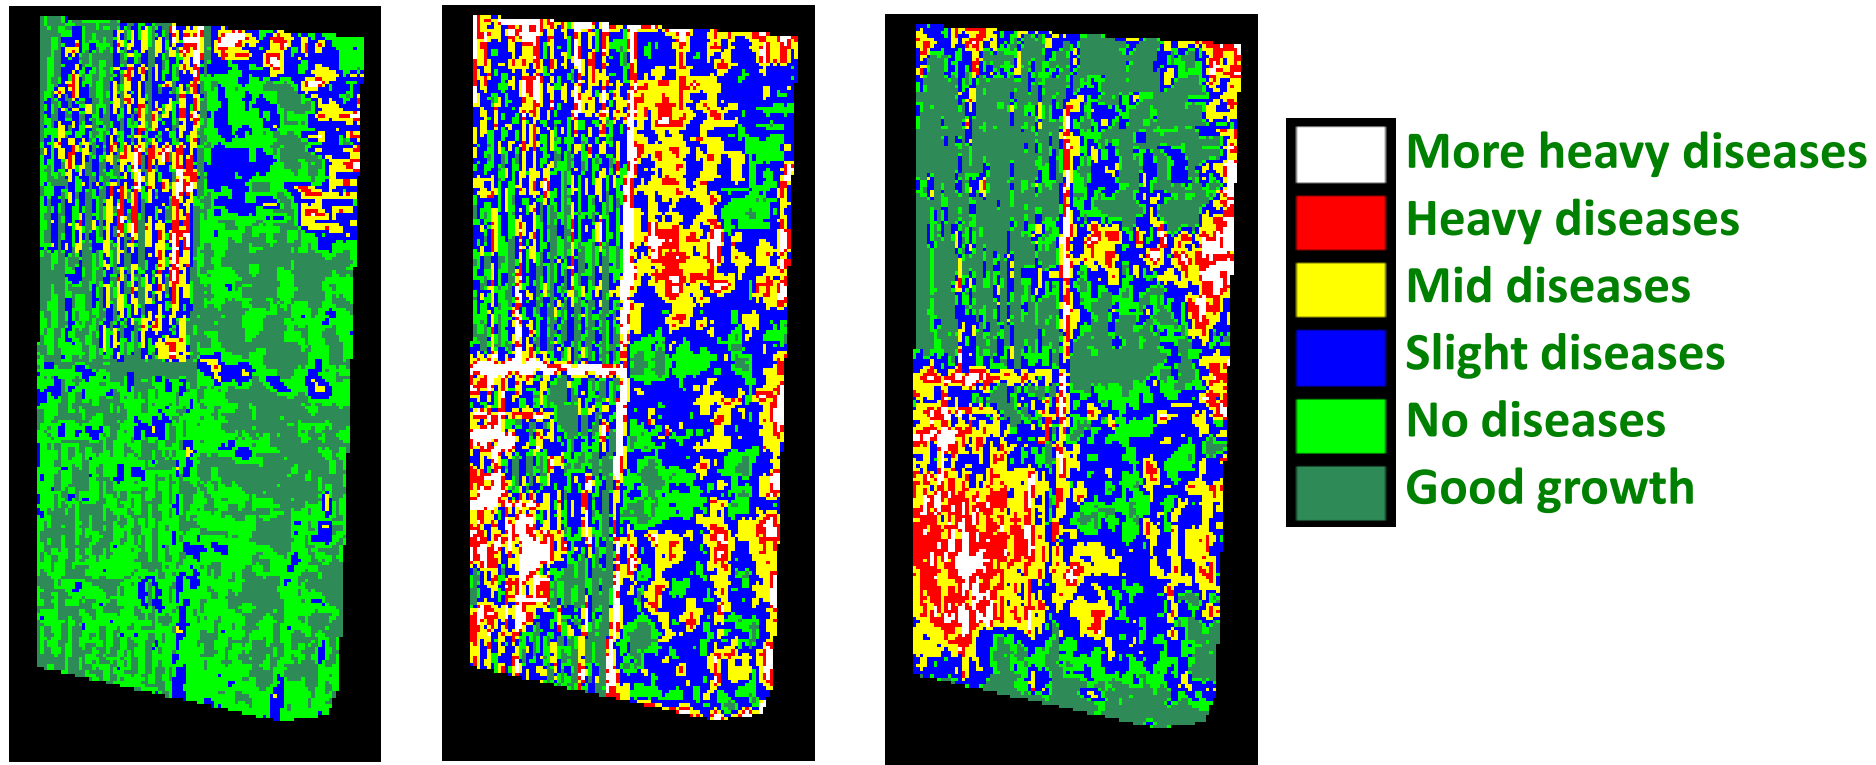 More heavy diseases
Heavy diseases
Mid diseases
Slight diseases
No diseases
Good growth